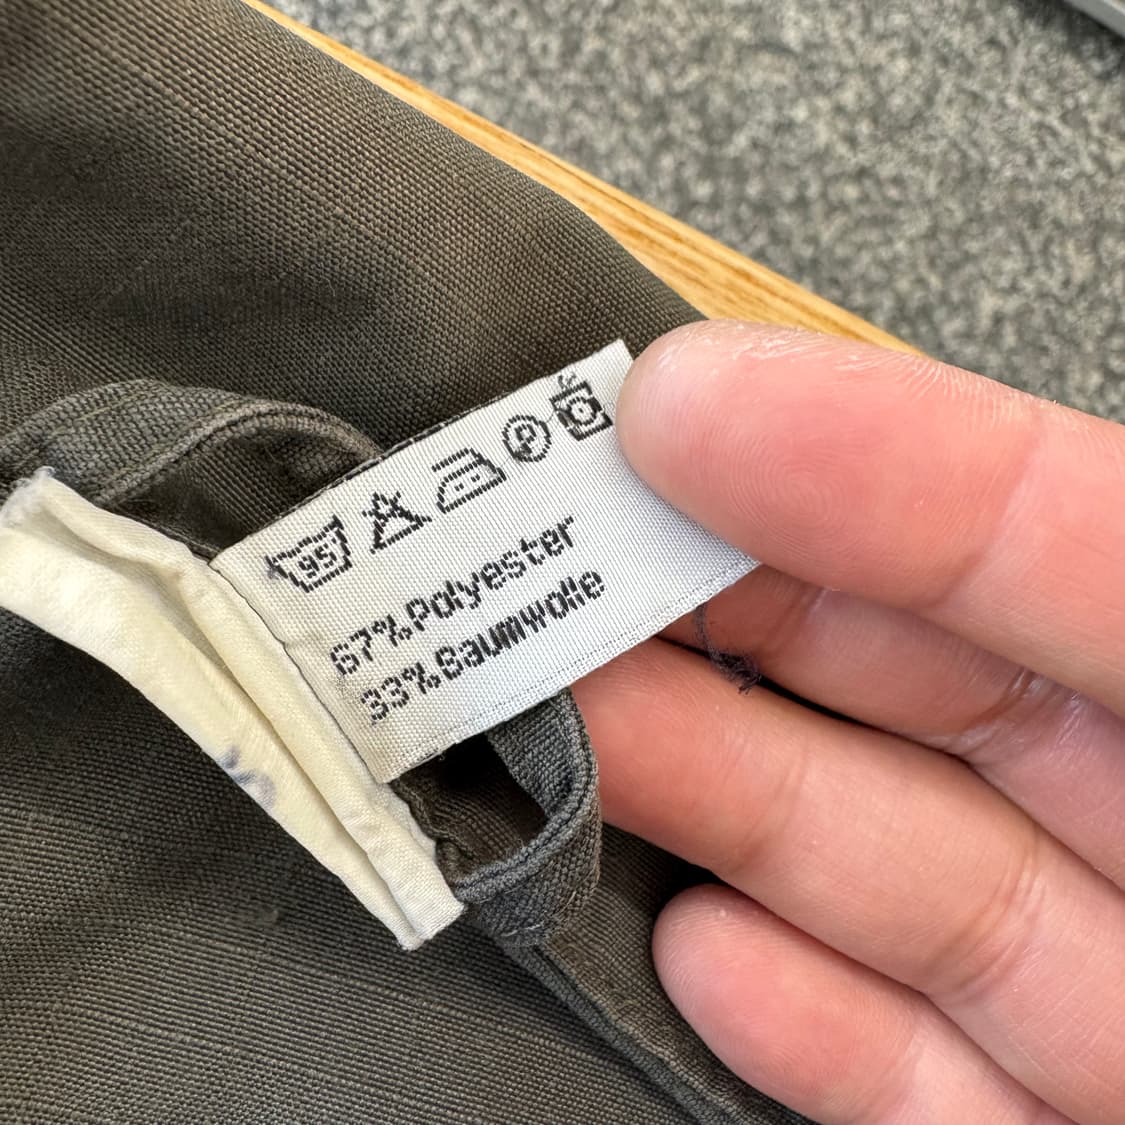 95 P
67% Polyester
33% Baumwolle